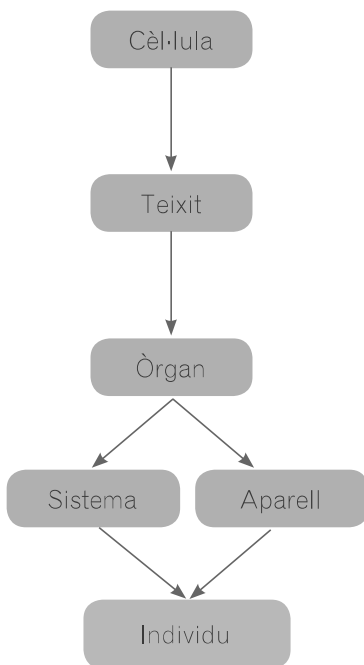 Cèl·lula
Teixit
Òrgan
Sistema
Aparell
Individu